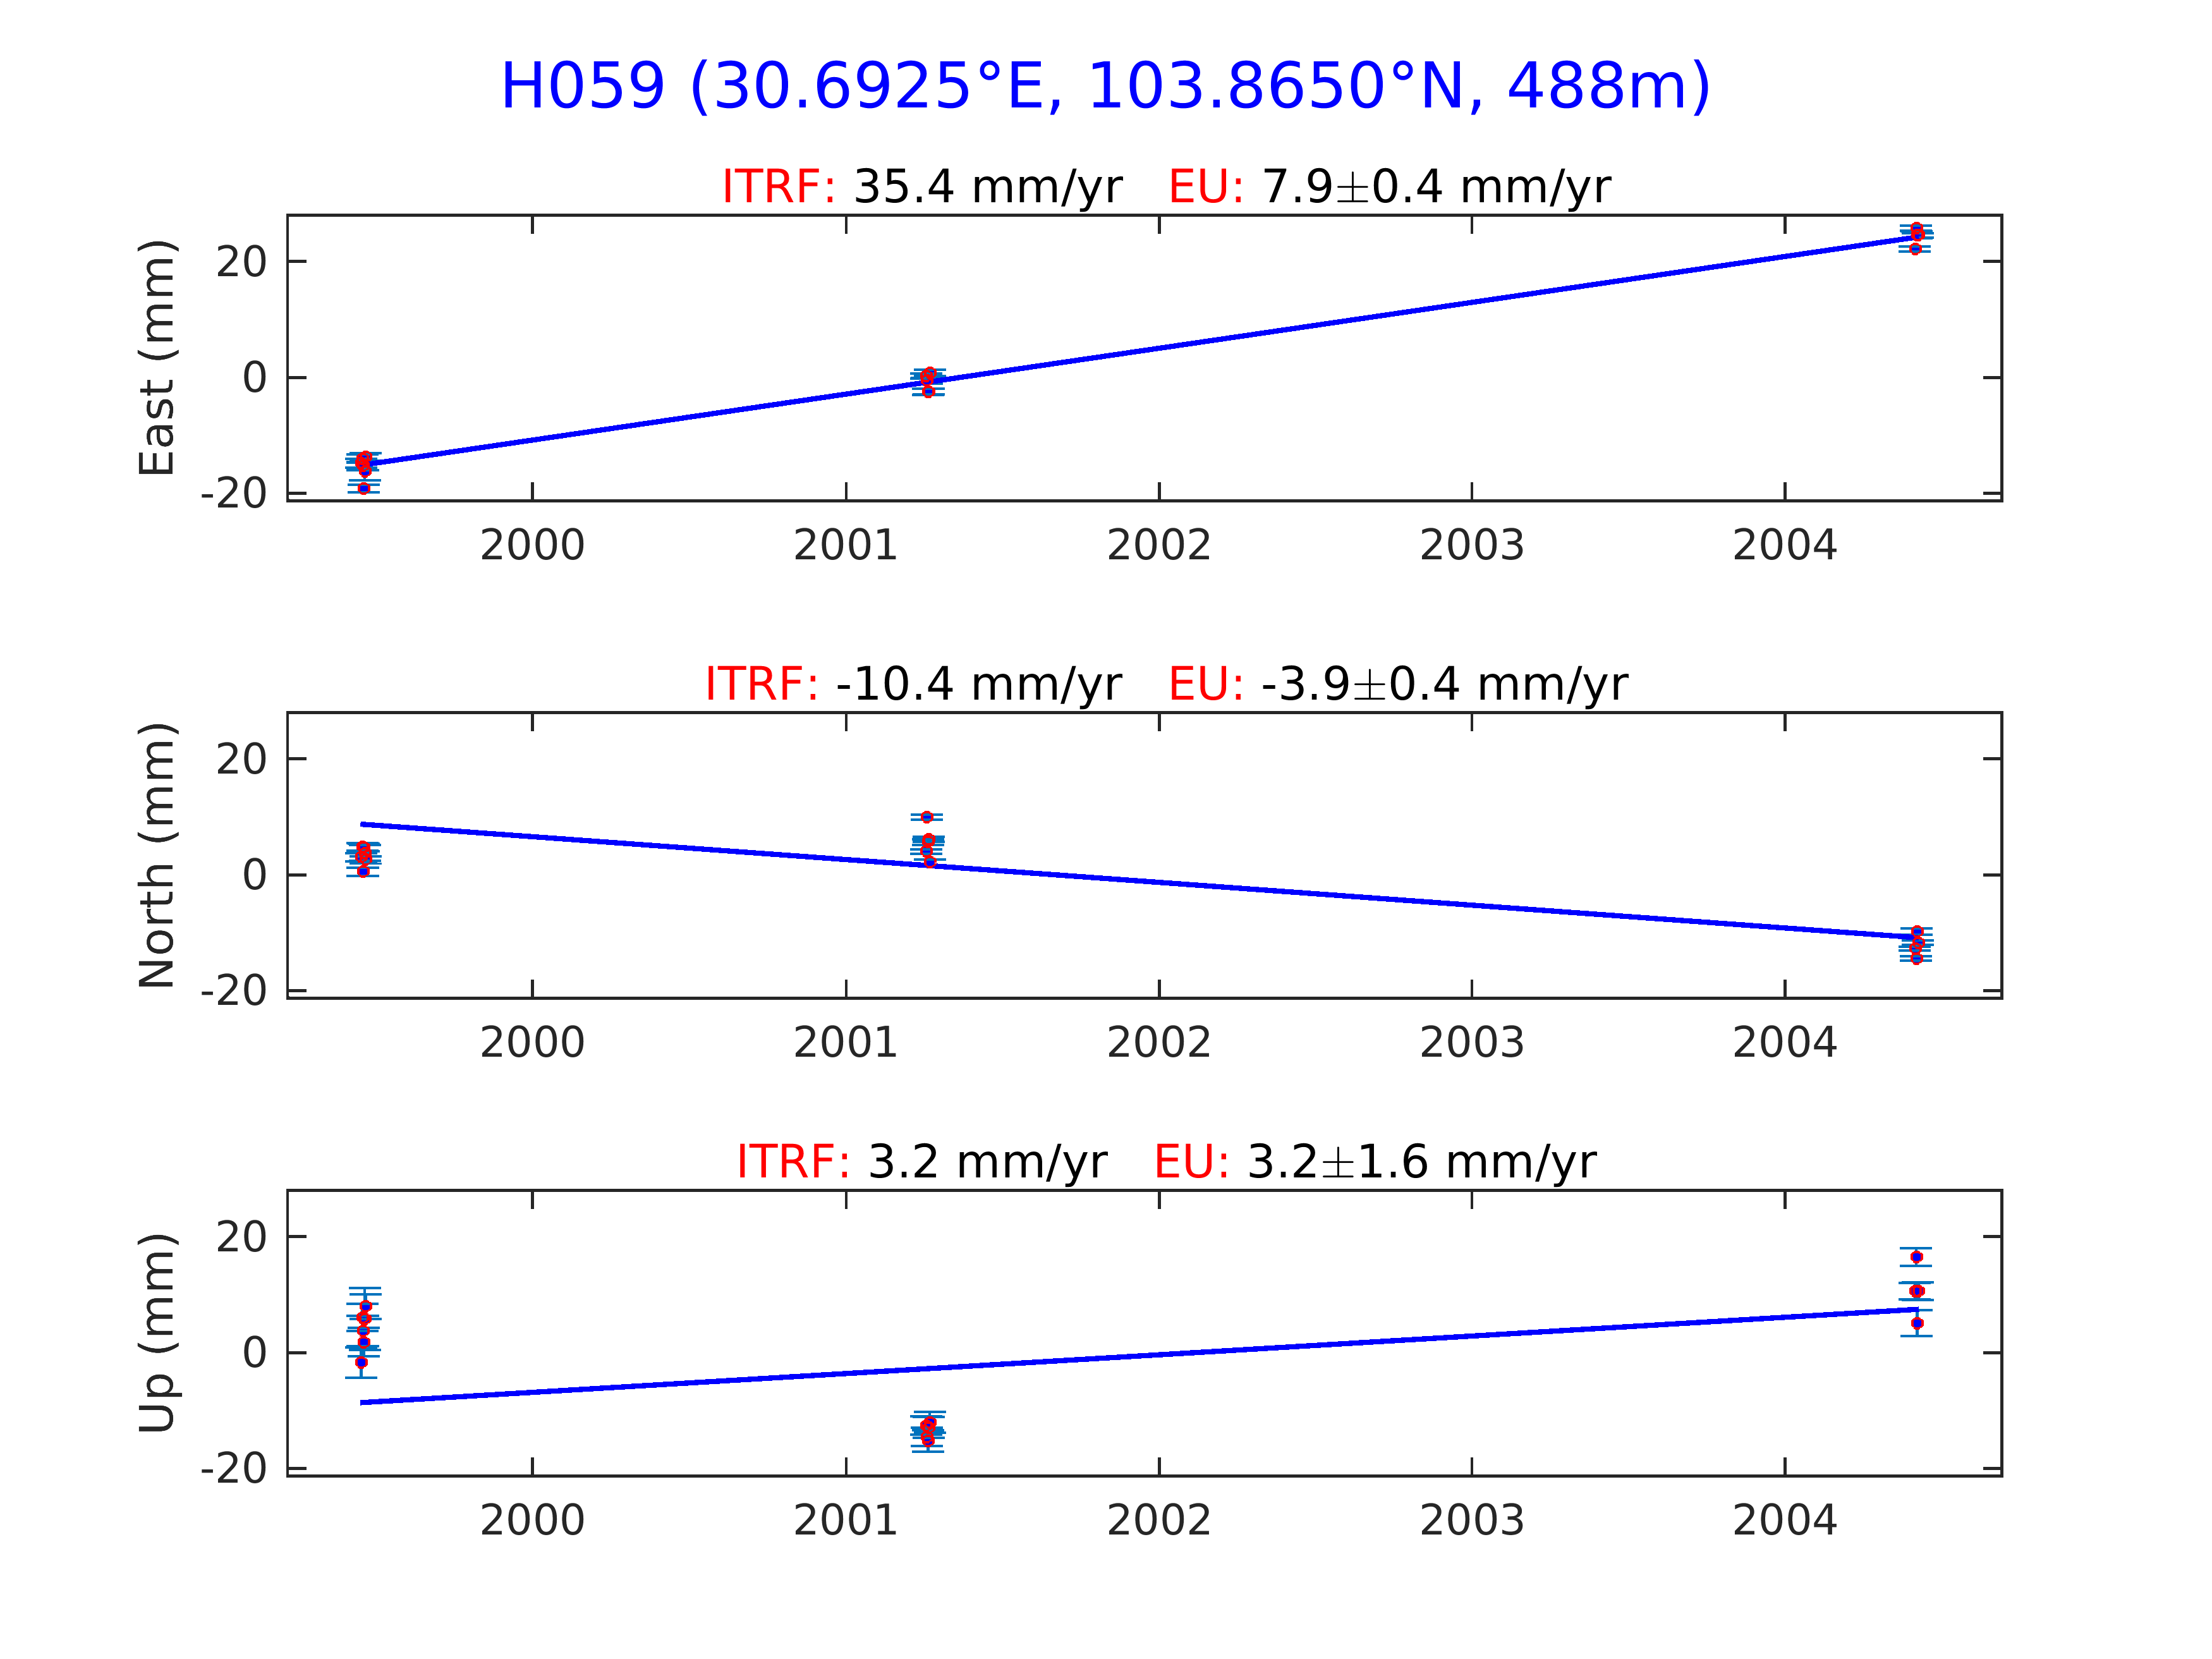 H059 (30.6925°E, 103.8650°N, 488m)
ITRF: 35.4 mm/yr EU: 7.9±0.4 mm/yr
East (mm)
20
0
-20
2000 2001 2002 2003 2004
ITRF: -10.4 mm/yr EU: -3.9±0.4 mm/yr
North (mm)
20
0
-20
2000 2001 2002 2003 2004
ITRF: 3.2 mm/yr EU: 3.2±1.6 mm/yr
Up (mm)
20
0
-20
2000 2001 2002 2003 2004